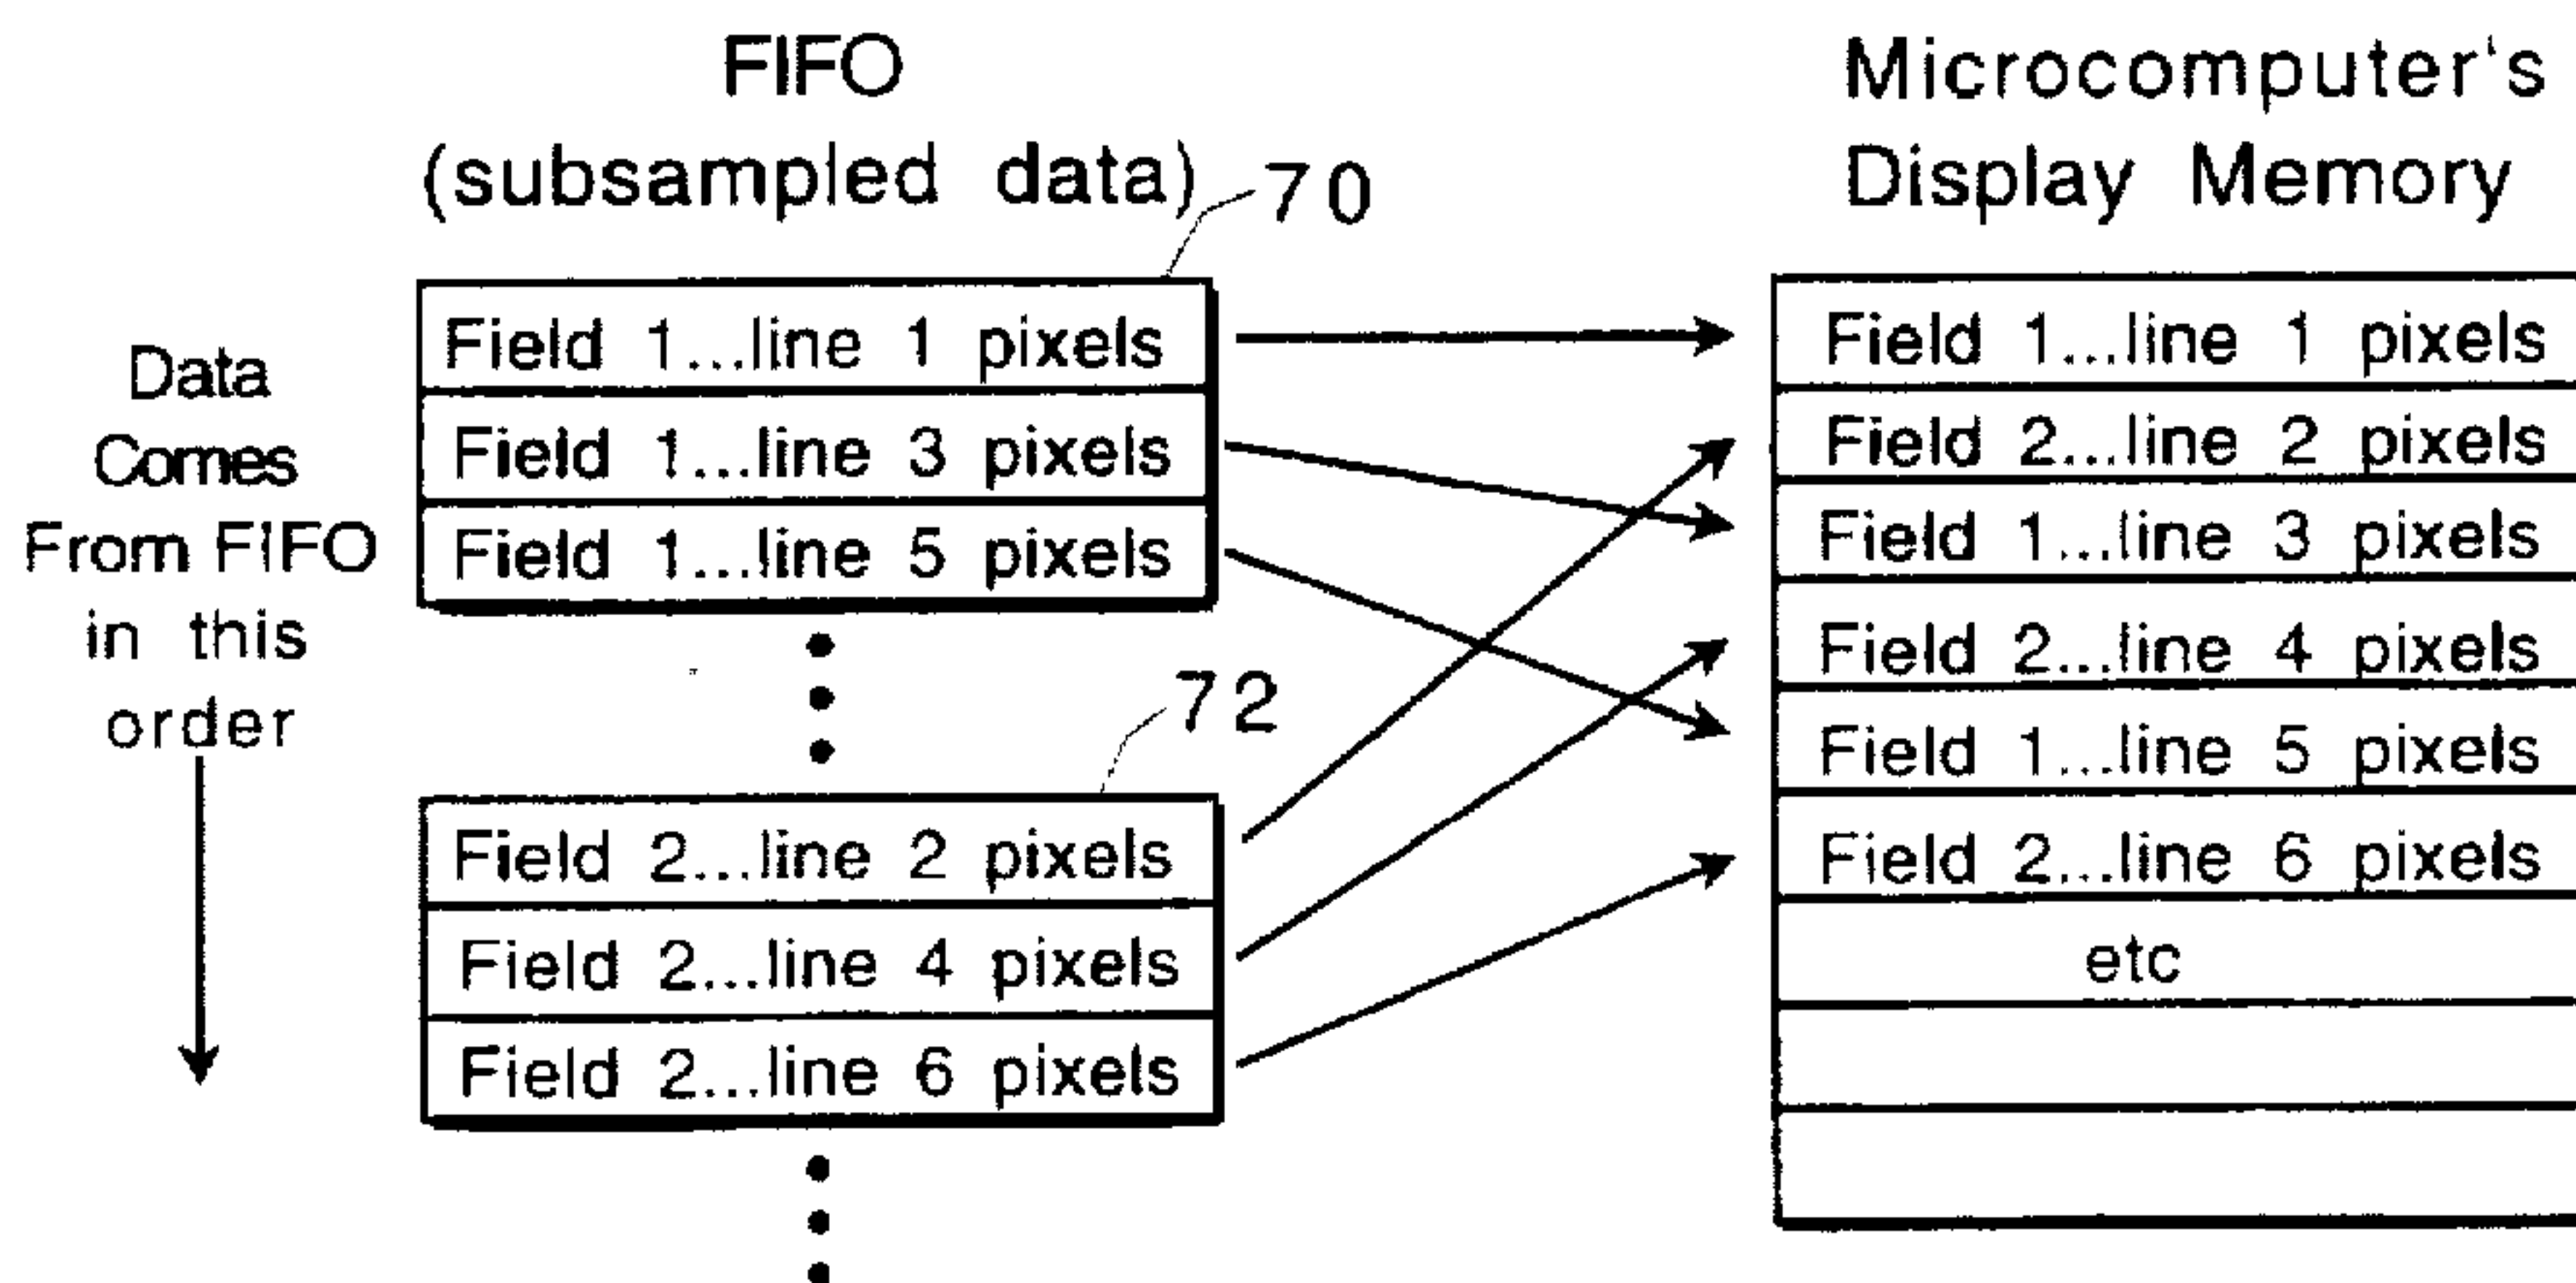 FIFO
(subsampled data)
70
Microcomputer's
Display Memory
Data
Comes
From FIFO
in this
order
Field 1...line 1 pixels
Field 1...line 3 pixels
Field 1...line 5 pixels
72
Field 2...line 2 pixels
Field 2...line 4 pixels
Field 2...line 6 pixels
Field 1...line 1 pixels
Field 2...line 2 pixels
Field 1...line 3 pixels
Field 2...line 4 pixels
Field 1...line 5 pixels
Field 2...line 6 pixels
etc